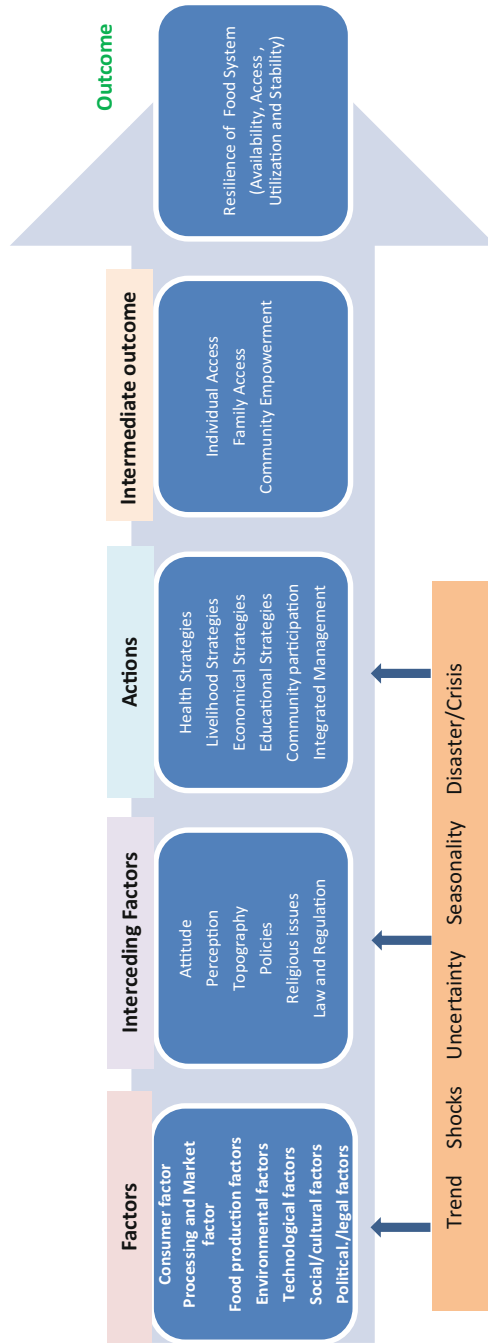 Factors
Consumer factor
Processing and Market
factor
Food production factors
Environmental factors
Technological factors
Social/cultural factors
Political./legal factors
Interceding Factors
Attitude
Perception
Topography
Policies
Religious issues
Law and Regulation
Actions
Health Strategies
Livelihood Strategies
Economical Strategies
Educational Strategies
Community participation
Integrated Management
Intermediate outcome
Individual Access
Family Access
Community Empowerment
Outcome
Resilience of Food System
(Availability, Access ,
Utilization and Stability)
Trend Shocks Uncertainty Seasonality Disaster/Crisis